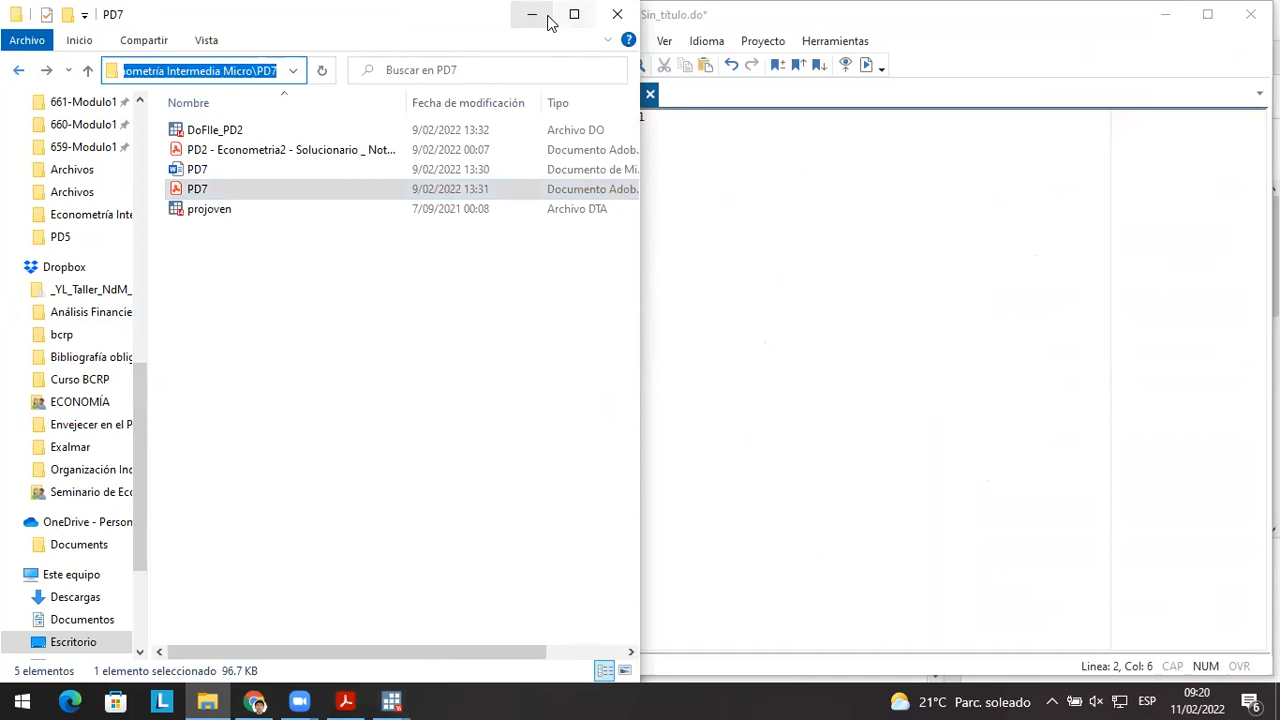 PD7
Sin_título.do*
Archivo
Inicio
Compartir
Vista
Ver
Idioma
Proyecto
Herramientas
ometría Intermedia Micro\PD7
Buscar en PD7
661-Modulo1
660-Modulo1
659-Modulo1
Archivos
Archivos
Econometría Inte
PD5
Dropbox
_YL_Taller_NdM_
Análisis Financie
bcrp
Bibliografía oblig
Curso BCRP
ECONOMÍA
Envejecer en el P
Exalmar
Organización Inc
Seminario de Eco
OneDrive - Person
Documents
Este equipo
Descargas
Documentos
Escritorio
Nombre
Fecha de modificación
Tipo
DoFIle_PD2
9/02/2022 13:32
Archivo DO
PD2 - Econometria2 - Solucionario _ Not...
9/02/2022 00:07
Documento Adob.
PD7
9/02/2022 13:30
Documento de Mi.
PD7
9/02/2022 13:31
Documento Adob.
projoven
7/09/2021 00:08
Archivo DTA
5 elementos
1 elemento seleccionado 96.7 KB
Linea: 2, Col: 6
CAP
NUM
OVR
21°C Parc. soleado
ESP
09:20
11/02/2022
6